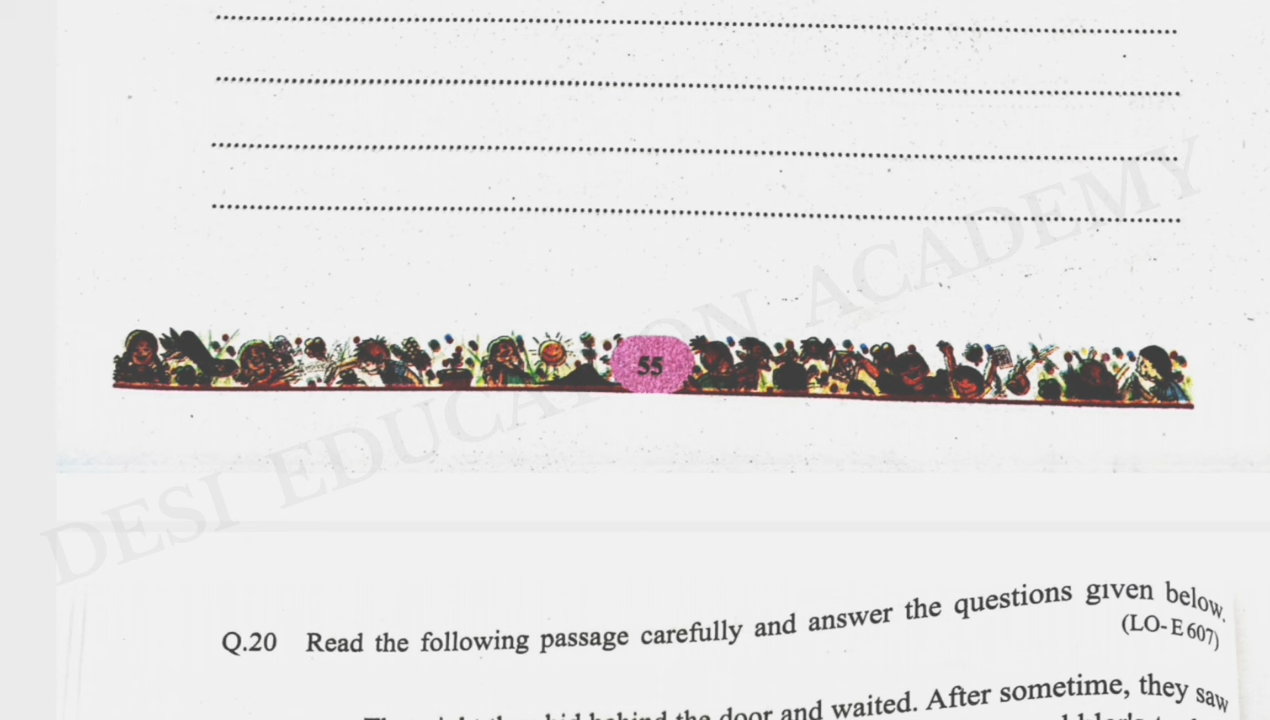 55
DESI EDUCATION ACADEMY
Q.20 Read the following passage carefully and answer the questions given below.
(LO- E 607)
behind the door and waited. After sometime, they saw